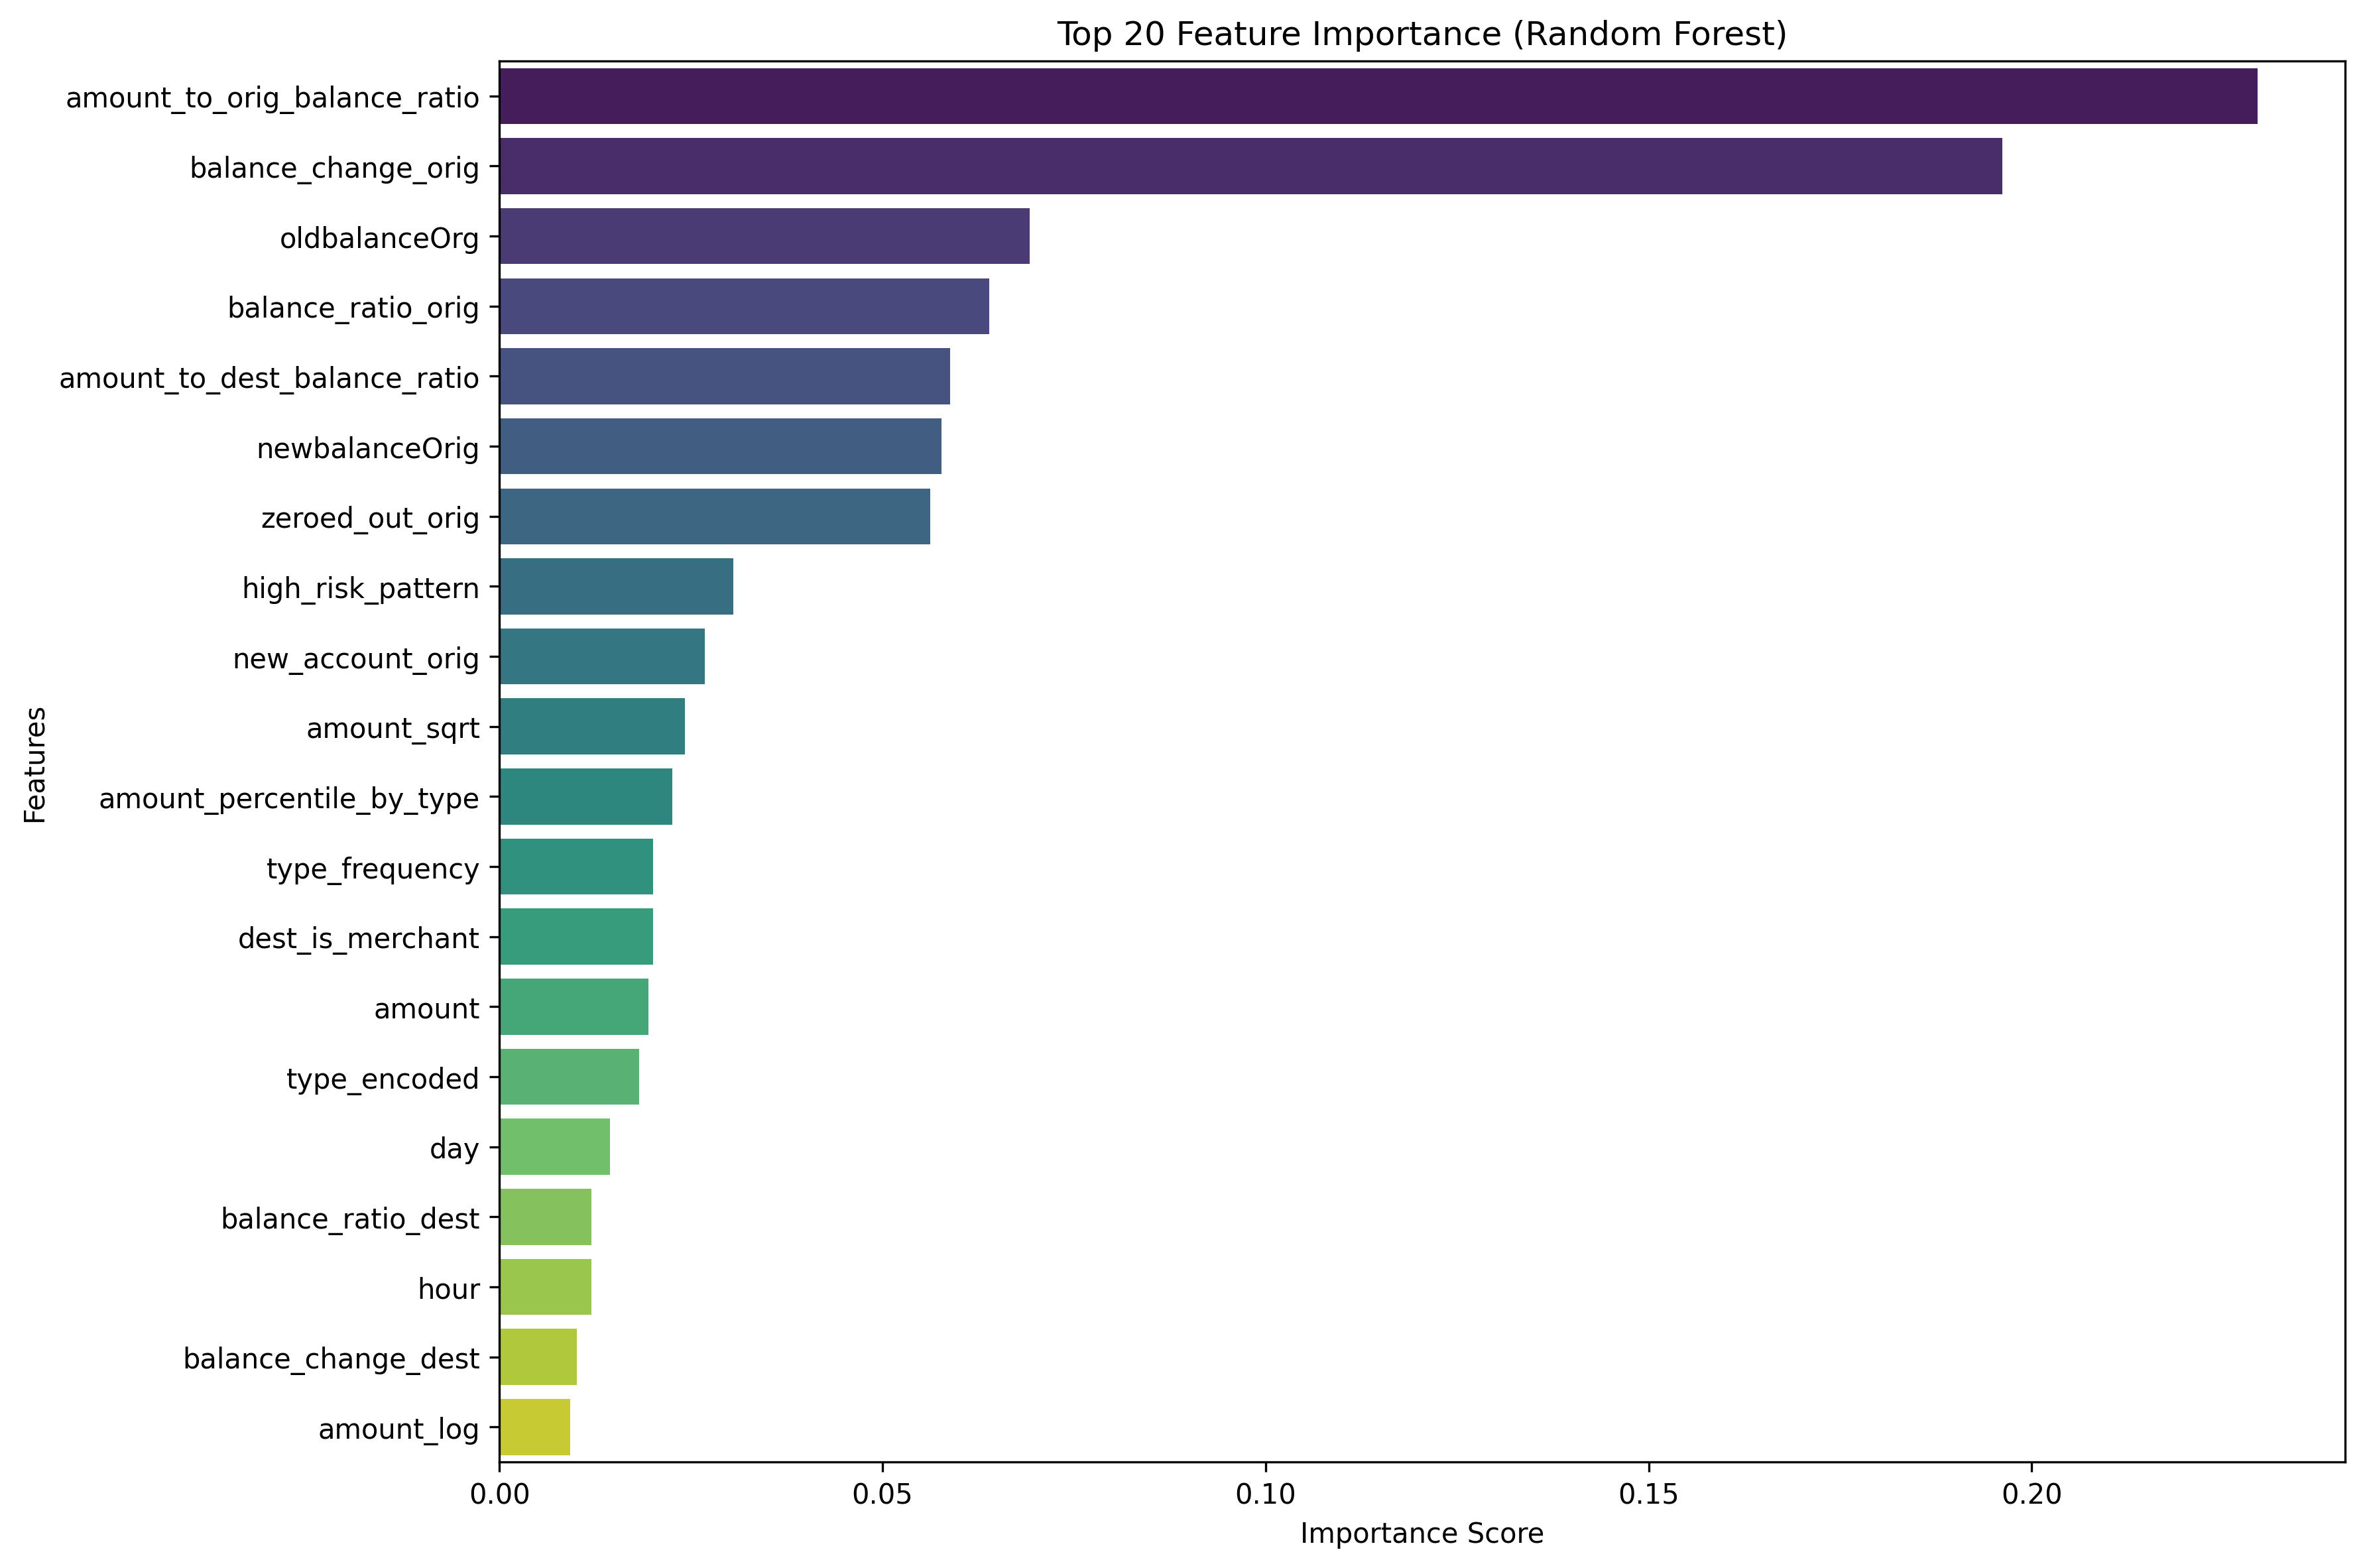 Top 20 Feature Importance (Random Forest)
amount_to_orig_balance_ratio
balance_change_orig
oldbalanceOrg
balance_ratio_orig
amount_to_dest_balance_ratio
newbalanceOrig
zeroed_out_orig
high_risk_pattern
new_account_orig
amount_sqrt
amount_percentile_by_type
type_frequency
dest_is_merchant
amount
type_encoded
day
balance_ratio_dest
hour
balance_change_dest
amount_log
Features
0.00 0.05 0.10 0.15 0.20
Importance Score